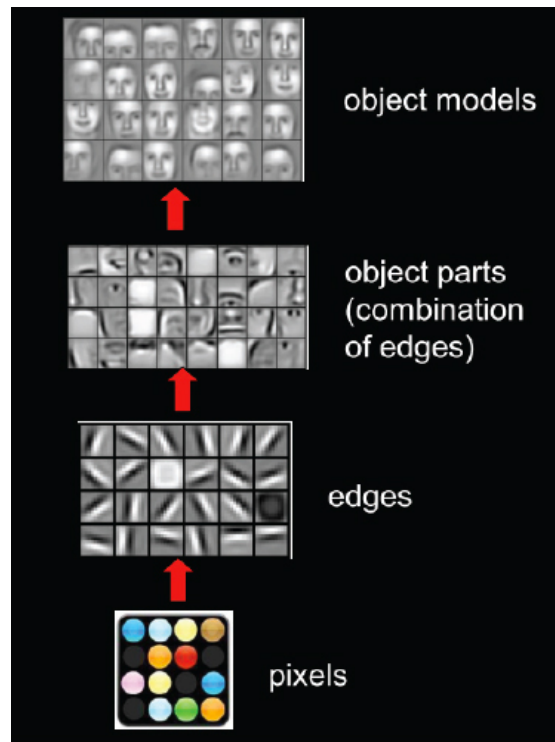 object models
object parts
(combination
of edges)
edges
pixels